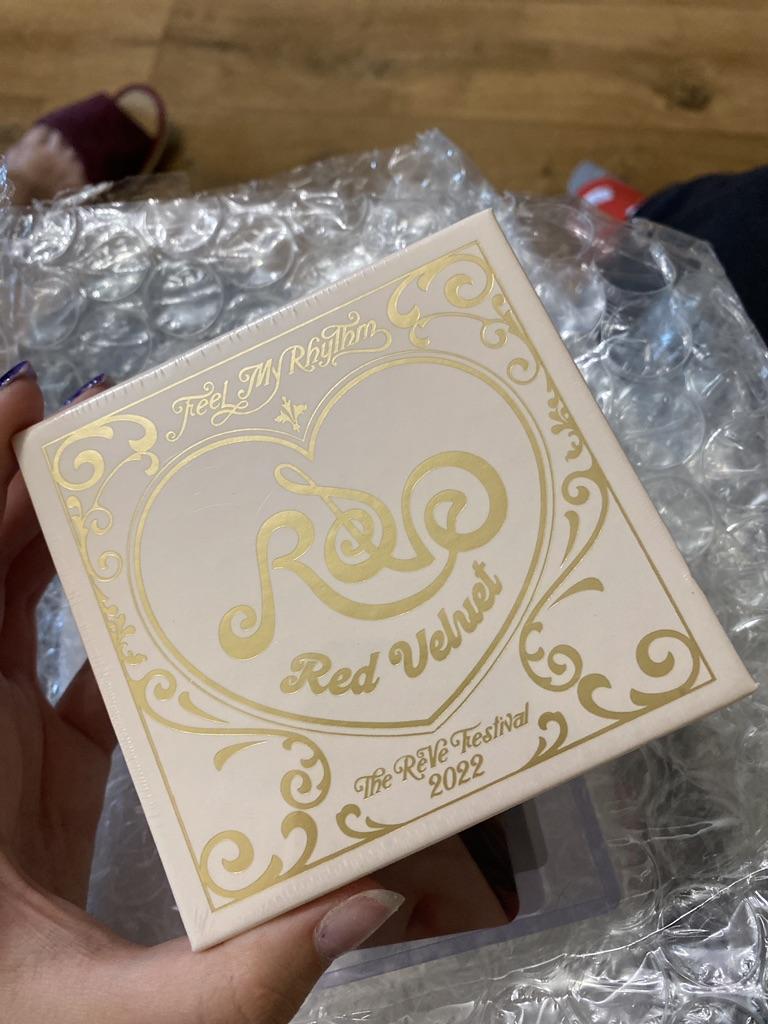 Feel My Rhythm
ReVe
Red Velvet
The ReVe Festival
2022